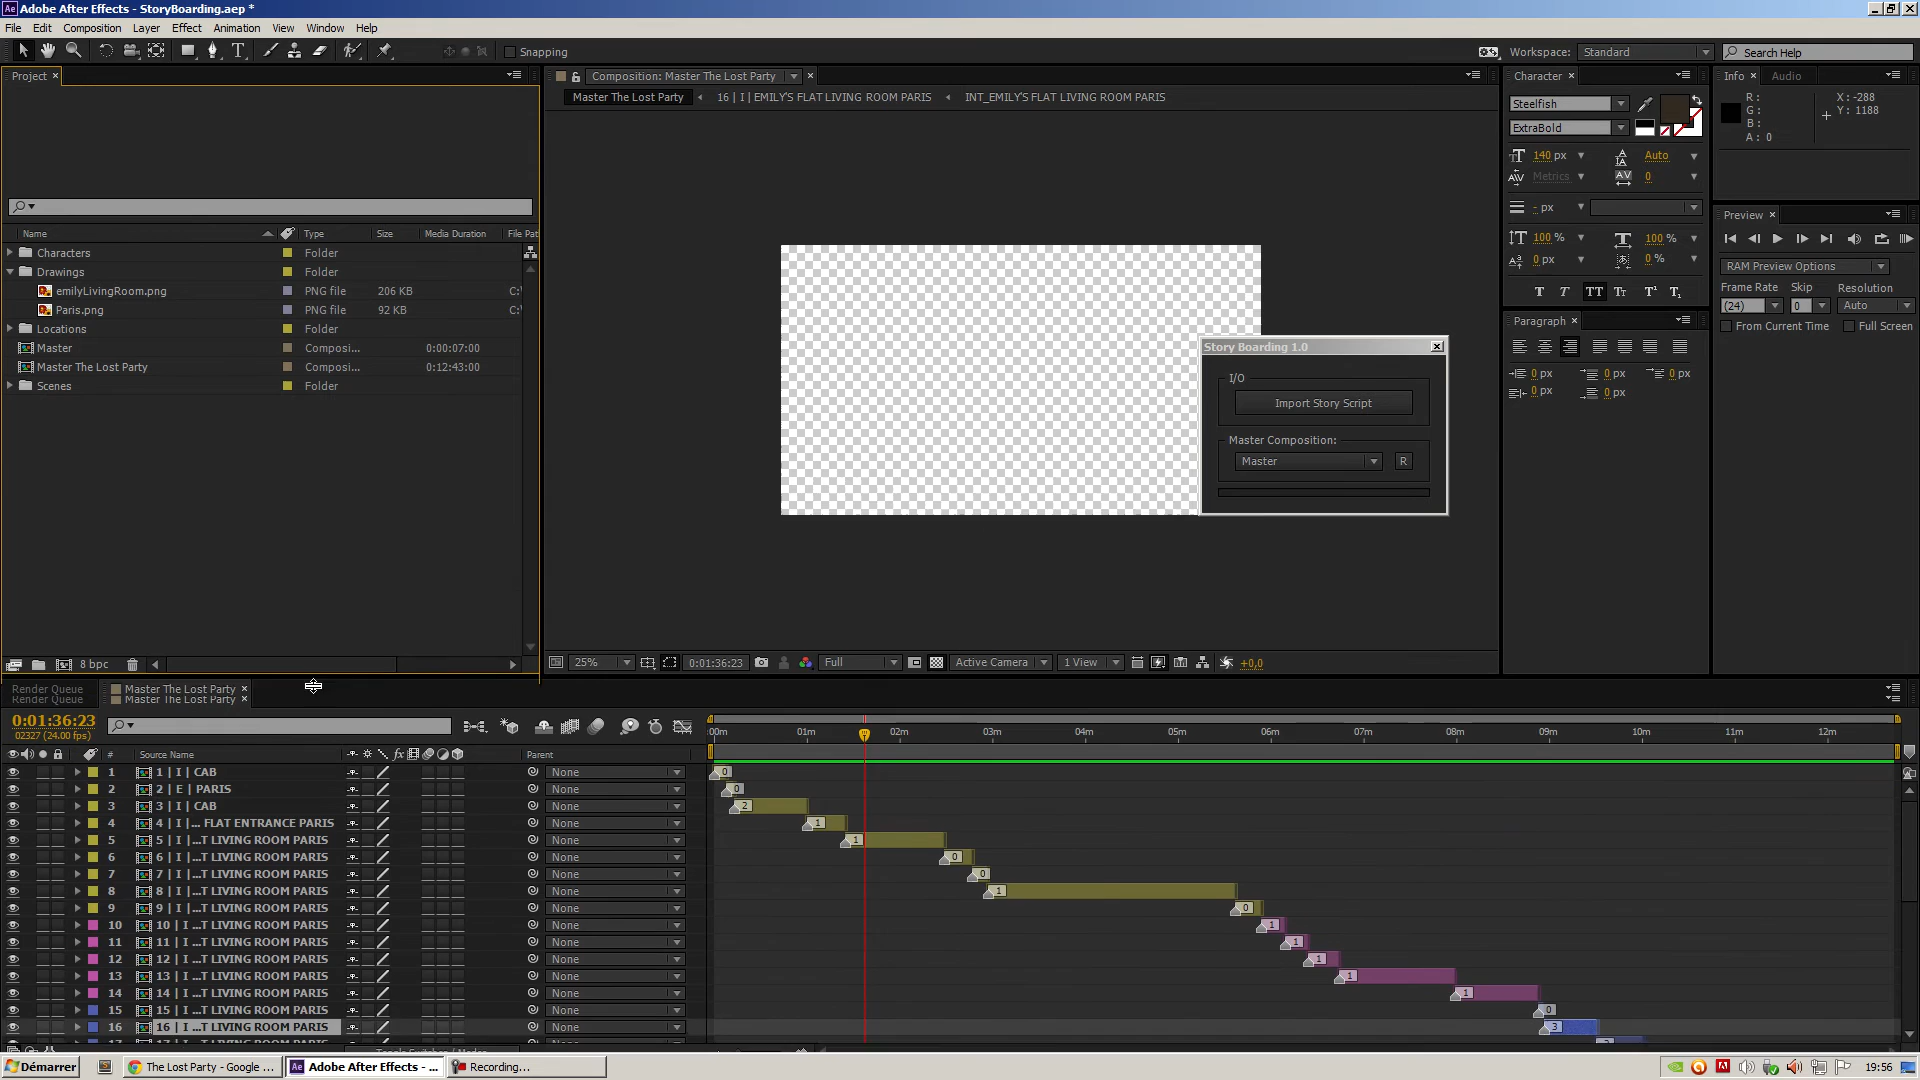 Adobe After Effects - StoryBoarding.aep *
File Edit Composition Layer Effect Animation View Window Help
Snapping
Workspace: Standard
Search Help
Project
Name Type Size Media Duration File Pat
Characters Folder
Drawings Folder
emilyLivingRoom.png PNG file 206 KB C:\
Paris.png PNG file 92 KB C:\
Locations Folder
Master Composi... 0:00:07:00
Master The Lost Party Composi... 0:12:43:00
Scenes Folder
8 bpc
Composition: Master The Lost Party
Master The Lost Party 16 | I | EMILY'S FLAT LIVING ROOM PARIS INT_EMILY'S FLAT LIVING ROOM PARIS
Story Boarding 1.0
I/O
Import Story Script
Master Composition:
Master R
25% 0:01:36:23 Full Active Camera 1 View +0,0
Character
Steelfish
ExtraBold
140 px Auto
Metrics 0
- px
100 % 100 %
0 px 0 %
Paragraph
0 px 0 px 0 px
0 px 0 px
Info Audio
R: X: -288
G: Y: 1188
B:
A: 0
Preview
RAM Preview Options
Frame Rate Skip Resolution
(24) 0 Auto
From Current Time Full Screen
Render Queue Master The Lost Party
Render Queue Master The Lost Party
0:01:36:23
02327 (24.00 fps)
:00m 01m 02m 03m 04m 05m 06m 07m 08m 09m 10m 11m 12m
# Source Name fx Parent
1 1 | I | CAB None 0
2 2 | E | PARIS None 0
3 3 | I | CAB None 2
4 4 | I |... FLAT ENTRANCE PARIS None 1
5 5 | I |...T LIVING ROOM PARIS None 1
6 6 | I |...T LIVING ROOM PARIS None 0
7 7 | I |...T LIVING ROOM PARIS None 0
8 8 | I |...T LIVING ROOM PARIS None 1
9 9 | I |...T LIVING ROOM PARIS None 0
10 10 | I ...T LIVING ROOM PARIS None 1
11 11 | I ...T LIVING ROOM PARIS None 1
12 12 | I ...T LIVING ROOM PARIS None 1
13 13 | I ...T LIVING ROOM PARIS None 1
14 14 | I ...T LIVING ROOM PARIS None 1
15 15 | I ...T LIVING ROOM PARIS None 0
16 16 | I ...T LIVING ROOM PARIS None 3
Démarrer The Lost Party - Google ... Adobe After Effects - ... Recording... 19:56